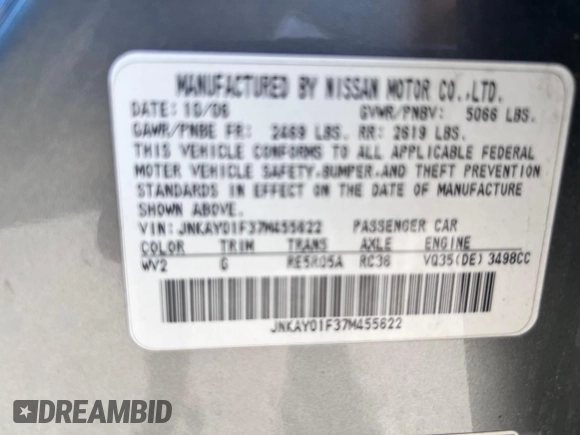 MANUFACTURED BY NISSAN MOTOR CO.,LTD.
DATE: 10/06 GVWR/PNBV: 5066 LBS.
GAWR/PNBE FR: 2469 LBS. RR: 2619 LBS.
THIS VEHICLE CONFORMS TO ALL APPLICABLE FEDERAL
MOTOR VEHICLE SAFETY,BUMPER,AND THEFT PREVENTION
STANDARDS IN EFFECT ON THE DATE OF MANUFACTURE
SHOWN ABOVE.
VIN: JNKAY01F37M455622 PASSENGER CAR
COLOR TRIM TRANS AXLE ENGINE
WV2 G RE5R05A RC36 VQ35(DE) 3498CC
JNKAY01F37M455622
DREAMBID